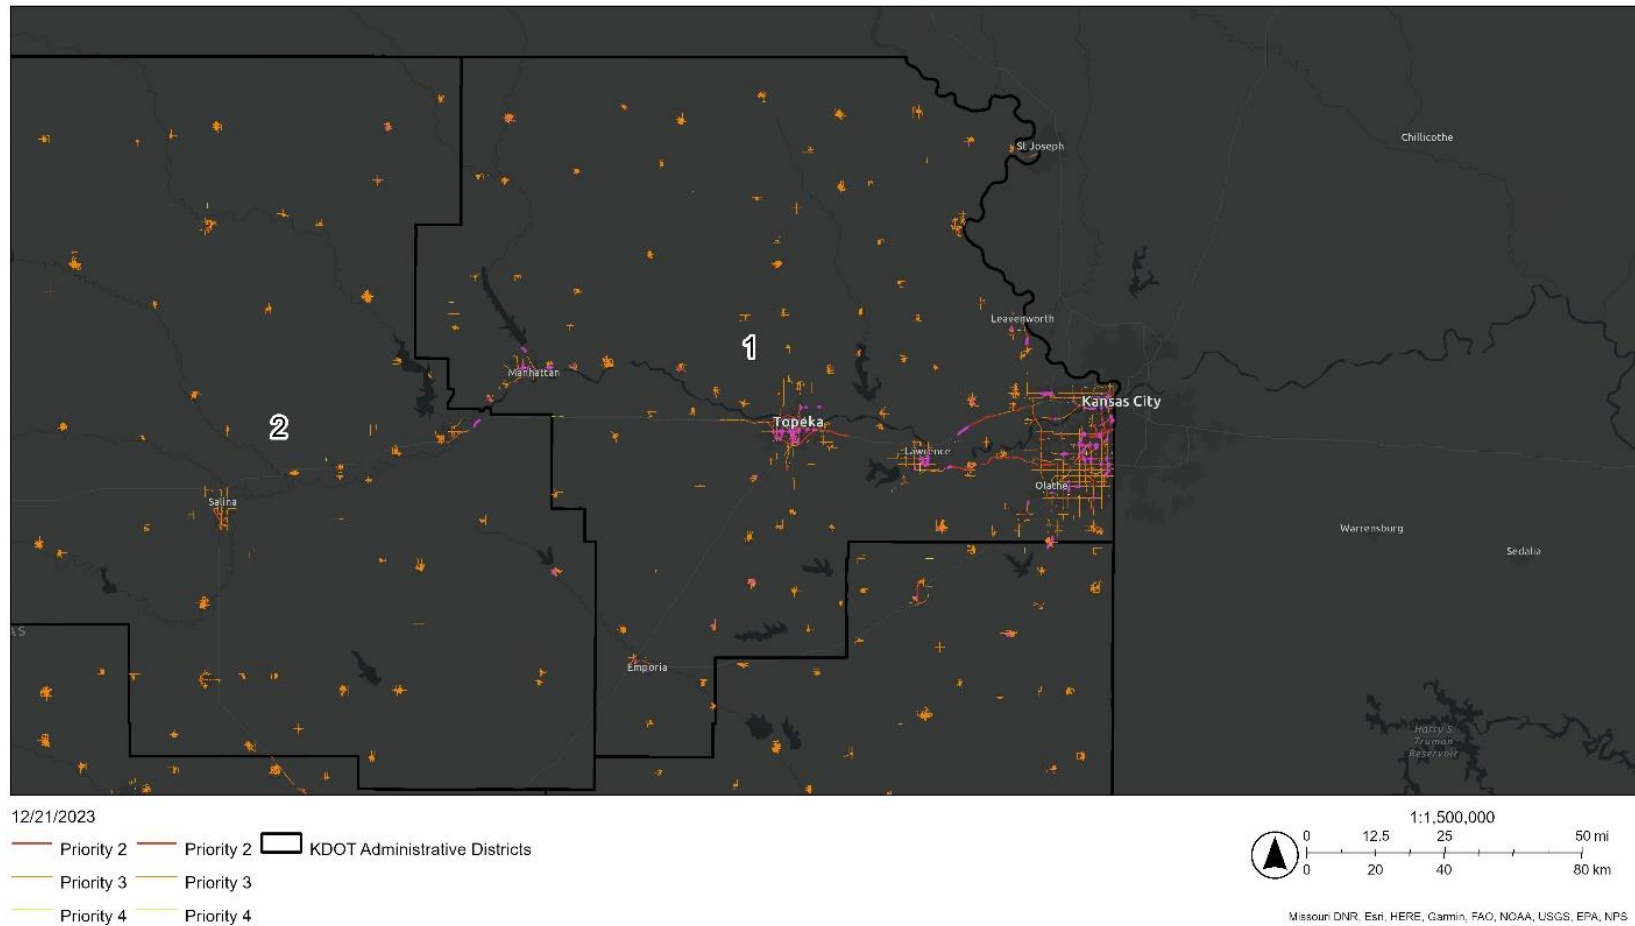 Chillicothe
St. Joseph
Leavenworth
1
Manhattan
Kansas City
Topeka
2
Lawrence
Olathe
Salina
Warrensburg
Sedalia
AS
Emporia
Harry S
Truman
Reservoir
12/21/2023
Priority 2 Priority 2 KDOT Administrative Districts
Priority 3 Priority 3
Priority 4 Priority 4
1:1,500,000
0 12.5 25 50 mi
0 20 40 80 km
Missouri DNR, Esri, HERE, Garmin, FAO, NOAA, USGS, EPA, NPS